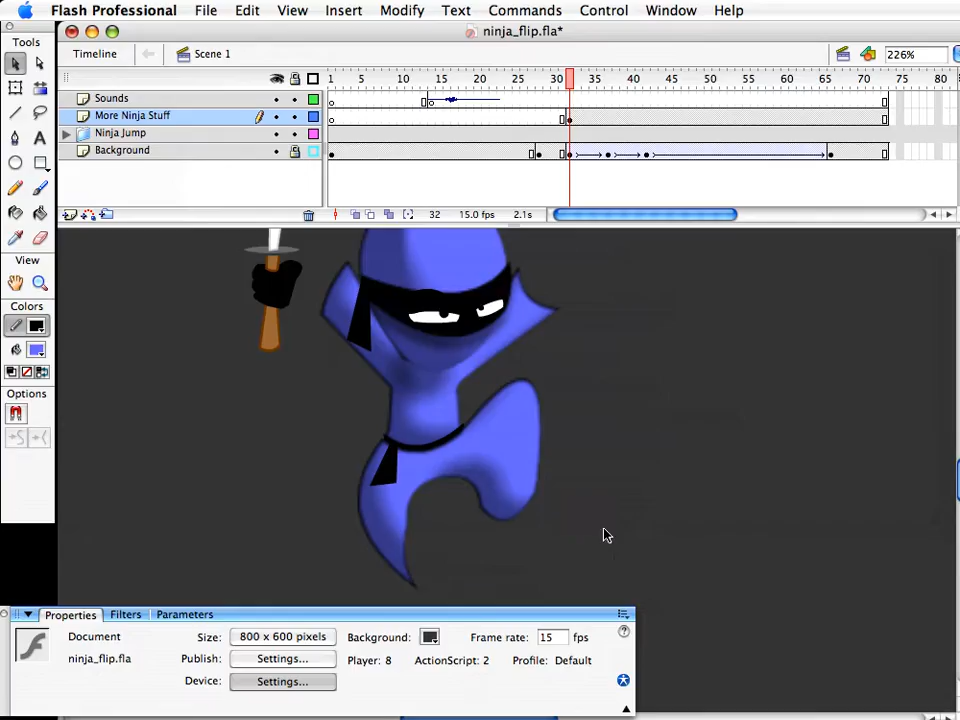 Flash Professional File Edit View Insert Modify Text Commands Control Window Help
Tools
ninja_flip.fla*
Timeline
Scene 1
226%
1 5 10 15 20 25 30 35 40 45 50 55 60 65 70 75 80
Sounds
More Ninja Stuff
Ninja Jump
Background
32 15.0 fps 2.1s
View
Colors
Options
Properties Filters Parameters
Document Size: 800 x 600 pixels Background: Frame rate: 15 fps
ninja_flip.fla Publish: Settings... Player: 8 ActionScript: 2 Profile: Default
Device: Settings...